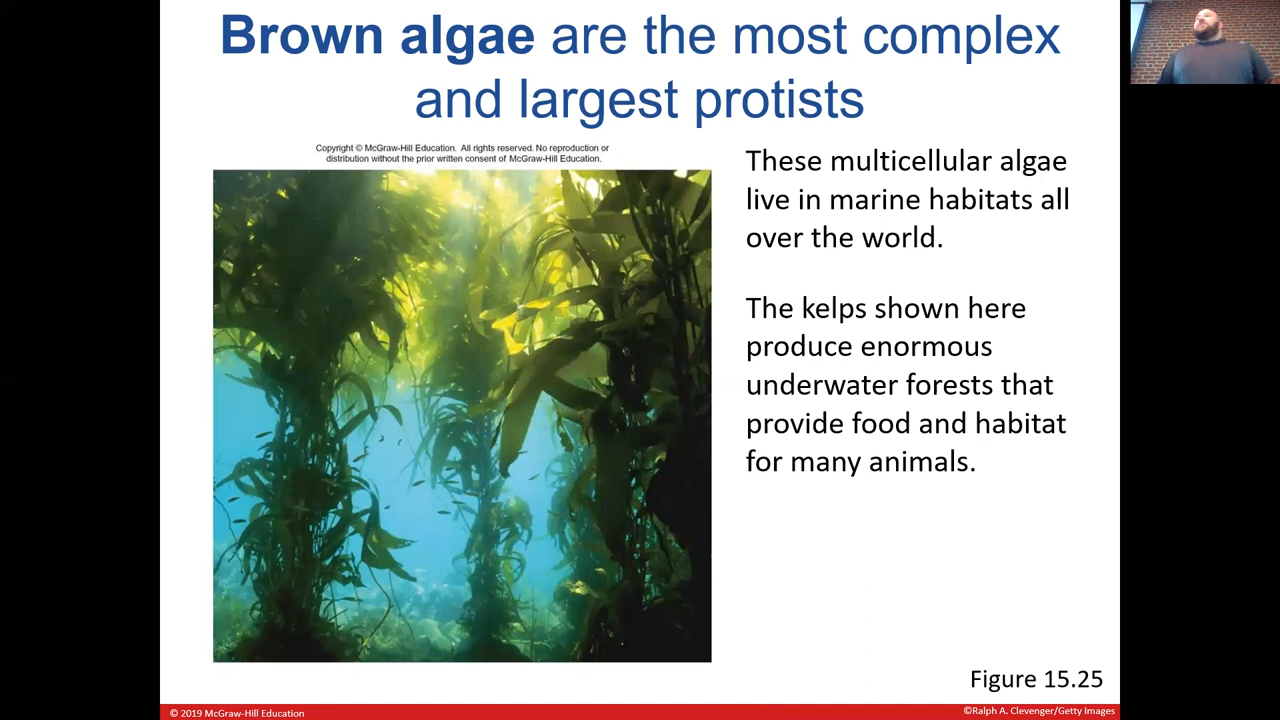 Brown algae are the most complex
and largest protists
Copyright © McGraw-Hill Education. All rights reserved. No reproduction or
distribution without the prior written consent of McGraw-Hill Education.
These multicellular algae
live in marine habitats all
over the world.
The kelps shown here
produce enormous
underwater forests that
provide food and habitat
for many animals.
Figure 15.25
© 2019 McGraw-Hill Education
©Ralph A. Clevenger/Getty Images